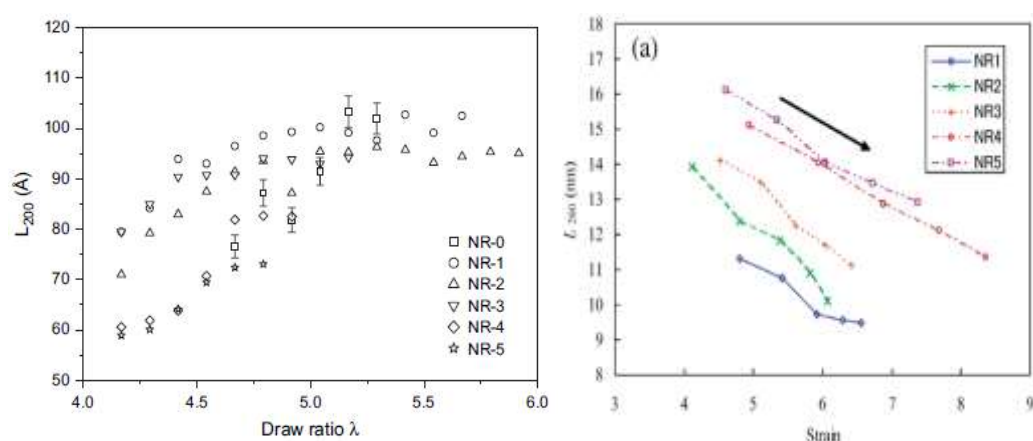 110
100
90
80
70
60
50
L200 (Å)
4.0 4.5 5.0 5.5 6.0
Draw ratio λ
NR-0
NR-1
NR-2
NR-3
NR-4
NR-5
(a)
18
17
16
15
14
13
12
11
10
9
8
L260 (nm)
3 4 5 6 7 8 9
Strain
NR1
NR2
NR3
NR4
NR5